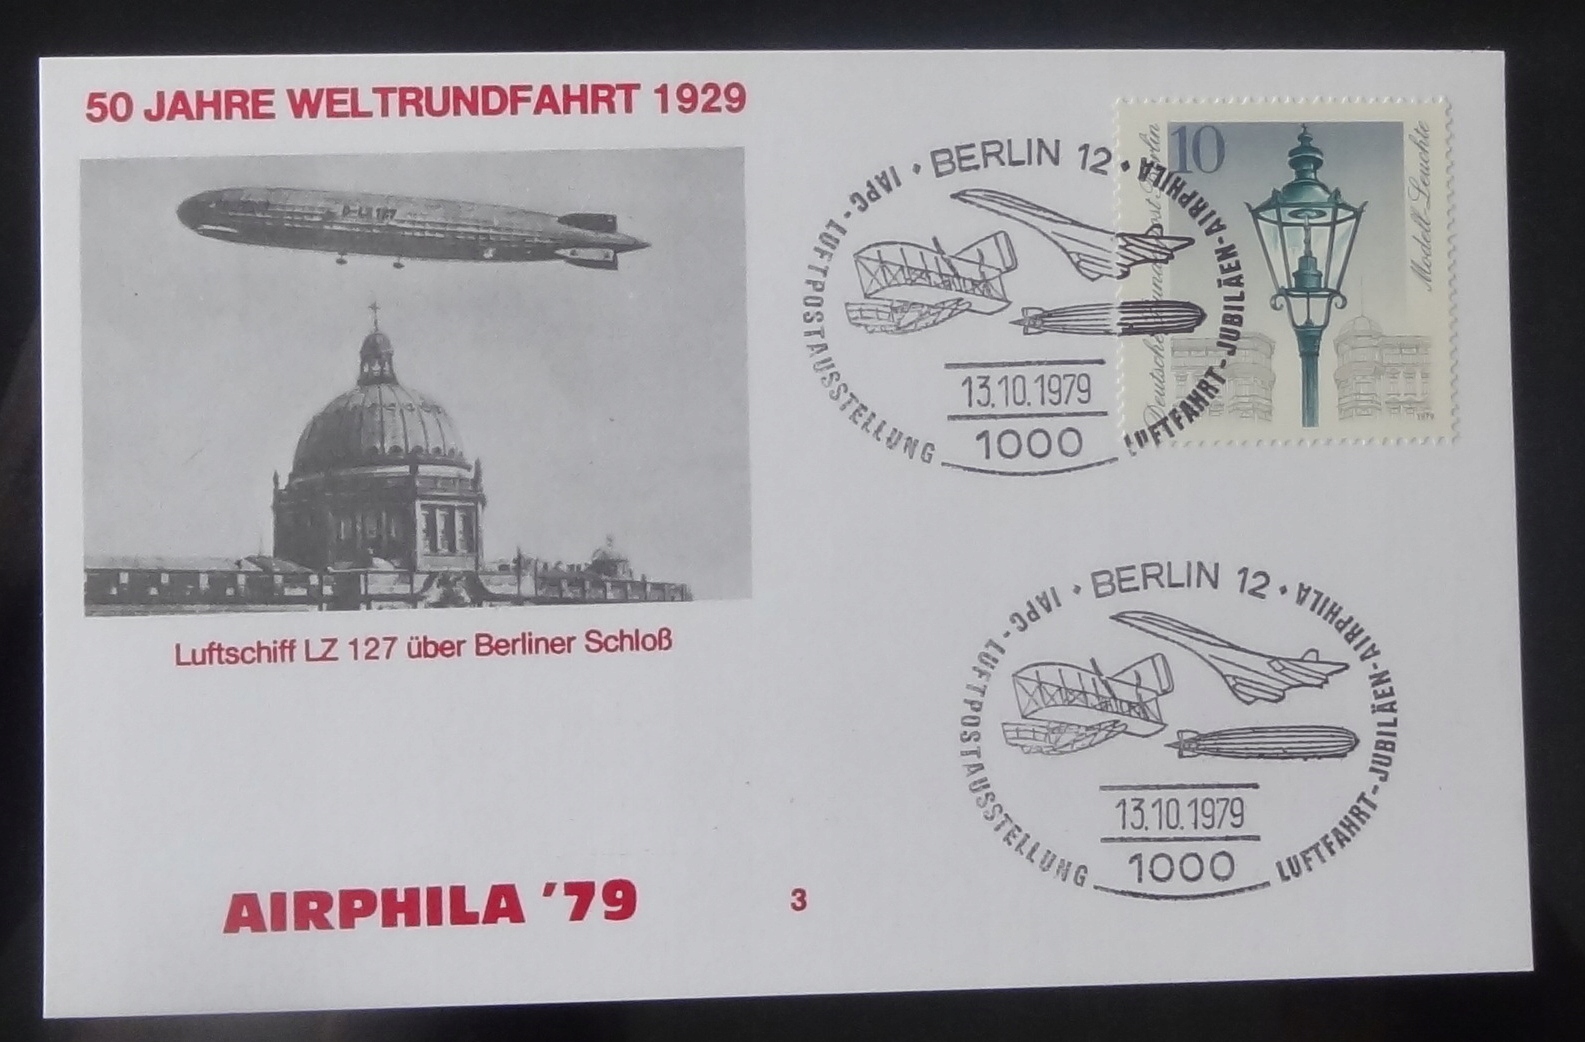 50 JAHRE WELTRUNDFAHRT 1929
D-LZ 127
Luftschiff LZ 127 über Berliner Schloß
AIRPHILA '79
3
10
Deutsche Bundespost Berlin
Modell-Leuchte
1979
• BERLIN 12 •
IAPC - LUFTPOSTAUSSTELLUNG
LUFTFAHRT-JUBILÄEN-AIRPHILA
13.10.1979
1000
• BERLIN 12 •
IAPC - LUFTPOSTAUSSTELLUNG
LUFTFAHRT-JUBILÄEN-AIRPHILA
13.10.1979
1000